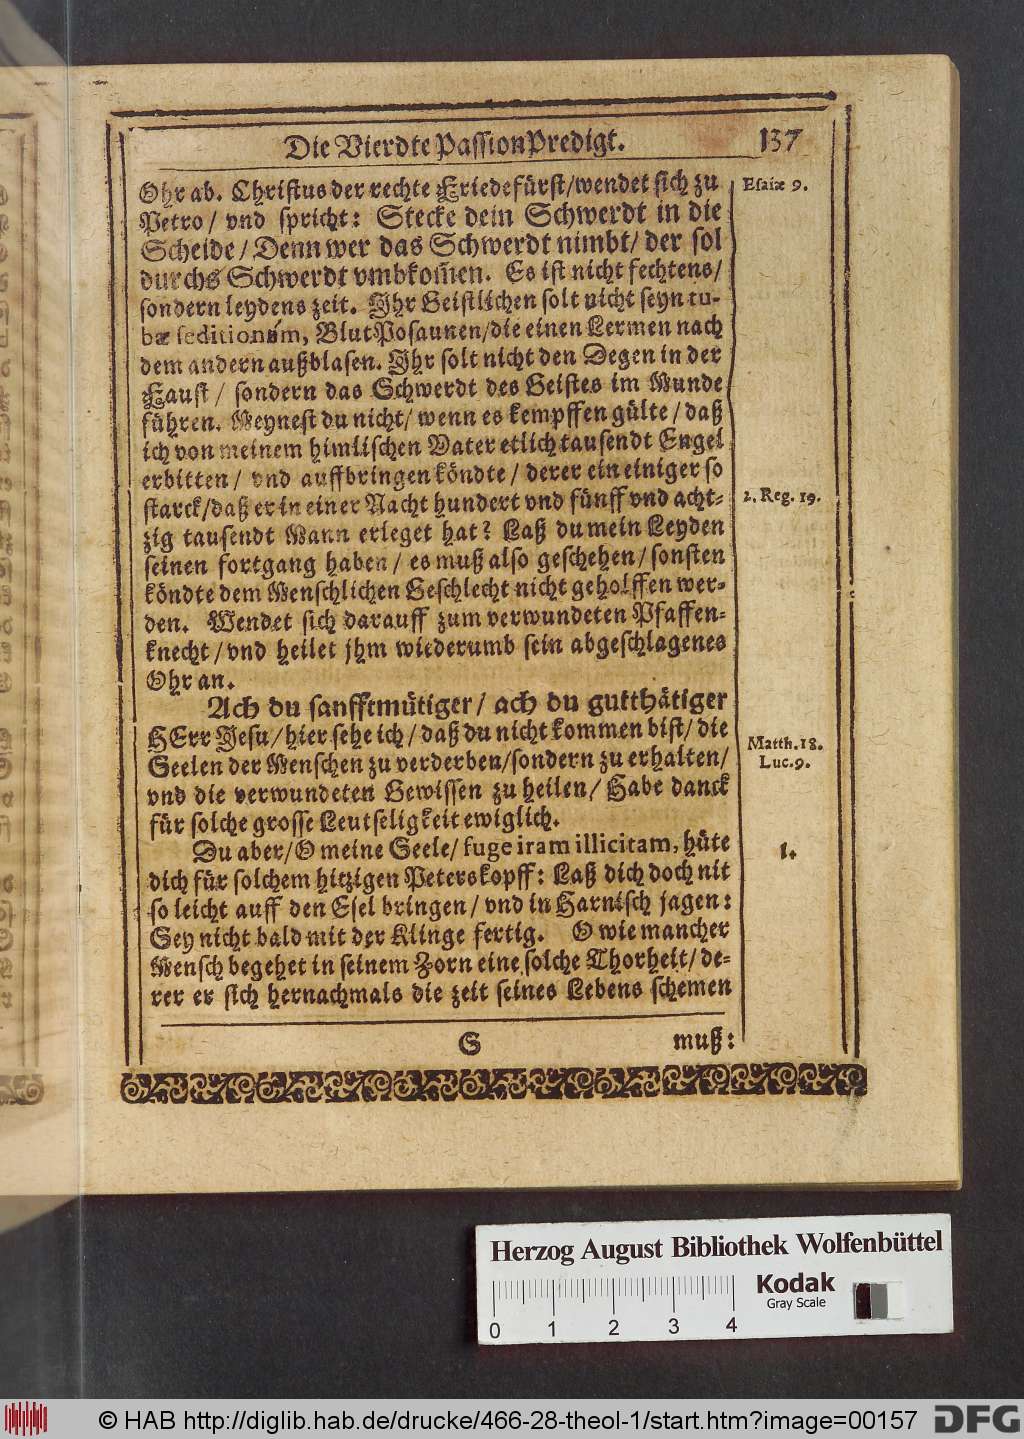 Die Vierdte PassionPredigt. 137
Ohr ab. Christus der rechte Friedefürst/wendet sich zu
Esaiæ 9.
Petro/ vnd spricht: Stecke dein Schwerdt in die
Scheide/Denn wer das Schwerdt nimbt/ der sol
durchs Schwerdt vmbkom̃en. Es ist nicht fechtens/
sondern leydens zeit. Ihr Geistlichen solt nicht seyn tu-
bæ seditionum, BlutPosaunen/die einen Lermen nach
dem andern außblasen. Ihr solt nicht den Degen in der
Faust/ sondern das Schwerdt des Geistes im Munde
führen. Meynest du nicht/ wenn es kempffen gülte/ daß
ich von meinem himlischen Vater etlich tausendt Engel
erbitten/ vnd auffbringen köndte/ derer ein einiger so
starck/daß er in einer Nacht hundert vnd fünff vnd acht-
2. Reg. 19.
zig tausendt Mann erleget hat? Laß du mein Leyden
seinen fortgang haben/ es muß also geschehen/ sonsten
köndte dem Menschlichen Geschlecht nicht geholffen wer-
den. Wendet sich darauff zum verwundeten Pfaffen-
knecht/vnd heilet jhm wiederumb sein abgeschlagenes
Ohr an.
Ach du sanfftmütiger/ ach du gutthätiger
HErr Jesu/hier sehe ich/ daß du nicht kommen bist/ die
Matth.18.
Seelen der Menschen zu verderben/sondern zu erhalten/
Luc.9.
vnd die verwundeten Gewissen zu heilen/ Habe danck
für solche grosse Leutseligkeit ewiglich.
Du aber/O meine Seele/ fuge iram illicitam, hüte
1.
dich für solchem hitzigen Peterskopff: Laß dich doch nit
so leicht auff den Esel bringen/ vnd in Harnisch jagen:
Sey nicht bald mit der Klinge fertig. O wie mancher
Mensch begehet in seinem Zorn eine solche Thorheit/ de-
rer er sich hernachmals die zeit seines Lebens schemen
S muß:
Herzog August Bibliothek Wolfenbüttel
Kodak
Gray Scale
0 1 2 3 4
© HAB http://diglib.hab.de/drucke/466-28-theol-1/start.htm?image=00157 DFG